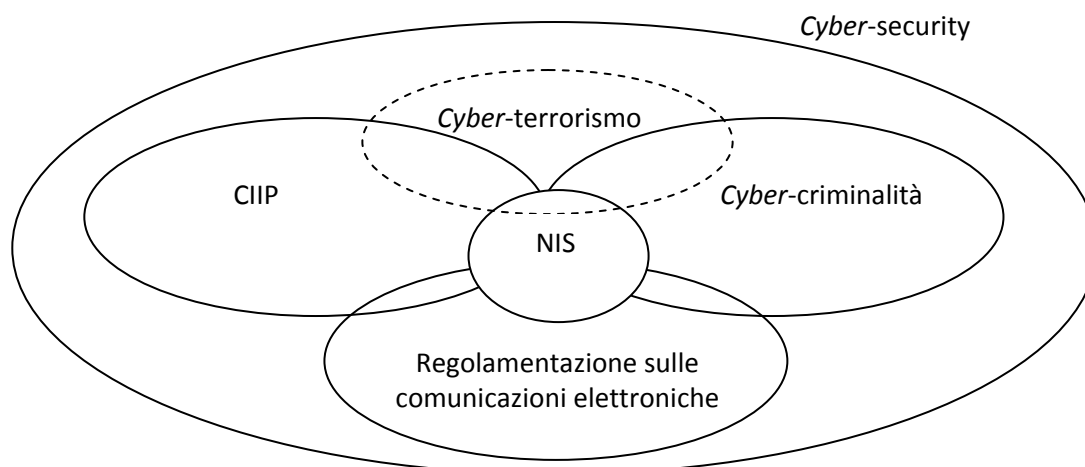 Cyber-security
Cyber-terrorismo
CIIP
Cyber-criminalità
NIS
Regolamentazione sulle
comunicazioni elettroniche